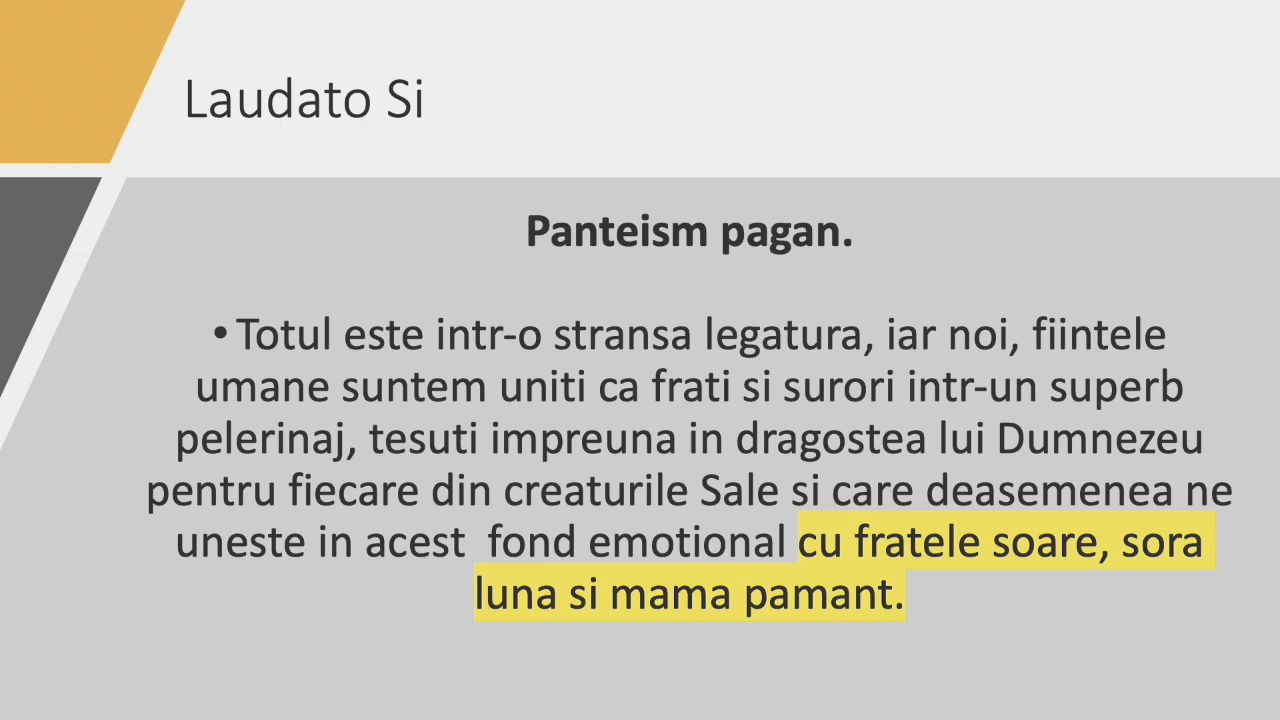 Laudato Si
Panteism pagan.
• Totul este intr-o stransa legatura, iar noi, fiintele
umane suntem uniti ca frati si surori intr-un superb
pelerinaj, tesuti impreuna in dragostea lui Dumnezeu
pentru fiecare din creaturile Sale si care deasemenea ne
uneste in acest  fond emotional cu fratele soare, sora
luna si mama pamant.